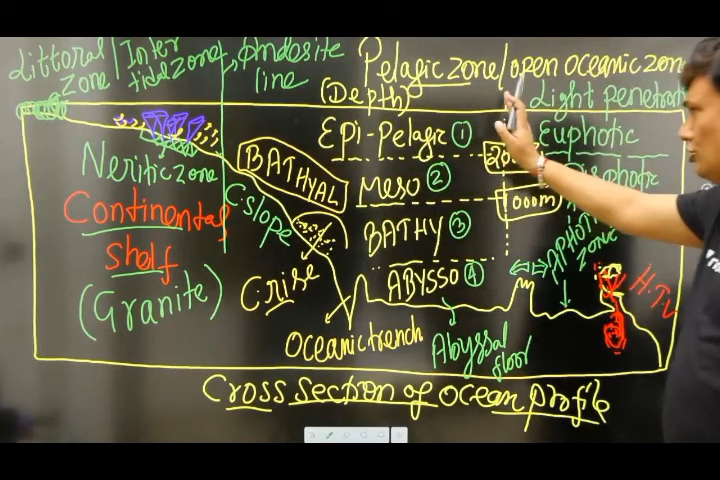 Littoral Zone / Inter tidal zone
Andesite line
Pelagic zone / open oceanic zon
(Depth)
Light penetrat
Epi-Pelagic ①
Euphotic
Neritic zone
BATHYAL
Meso ②
1000m
Continental
Shelf
(Granite)
C-slope
BATHY ③
APHOTIC ZONE
C.rise
ABYSSO ④
H.T.V
Oceanic trench
Abyssal floor
Cross section of ocean profile